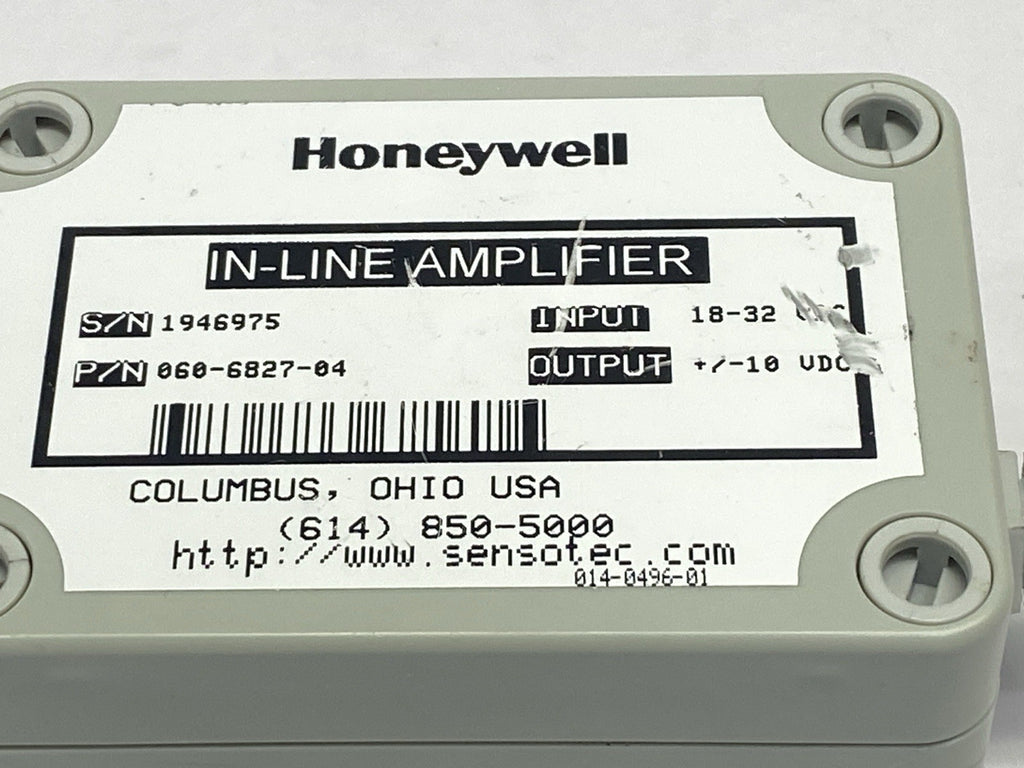 Honeywell
IN-LINE AMPLIFIER
S/N 1946975
INPUT 18-32
P/N 060-6827-04
OUTPUT +/-10 VDC
COLUMBUS, OHIO USA
(614) 850-5000
http://www.sensotec.com
014-0496-01